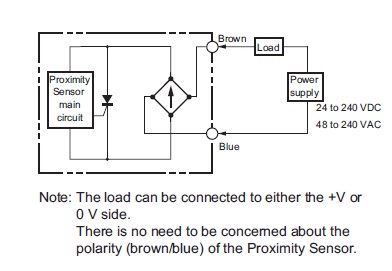 Brown
Load
Proximity
Sensor
main
circuit
Power
supply
24 to 240 VDC
48 to 240 VAC
Blue
Note: The load can be connected to either the +V or
0 V side.
There is no need to be concerned about the
polarity (brown/blue) of the Proximity Sensor.